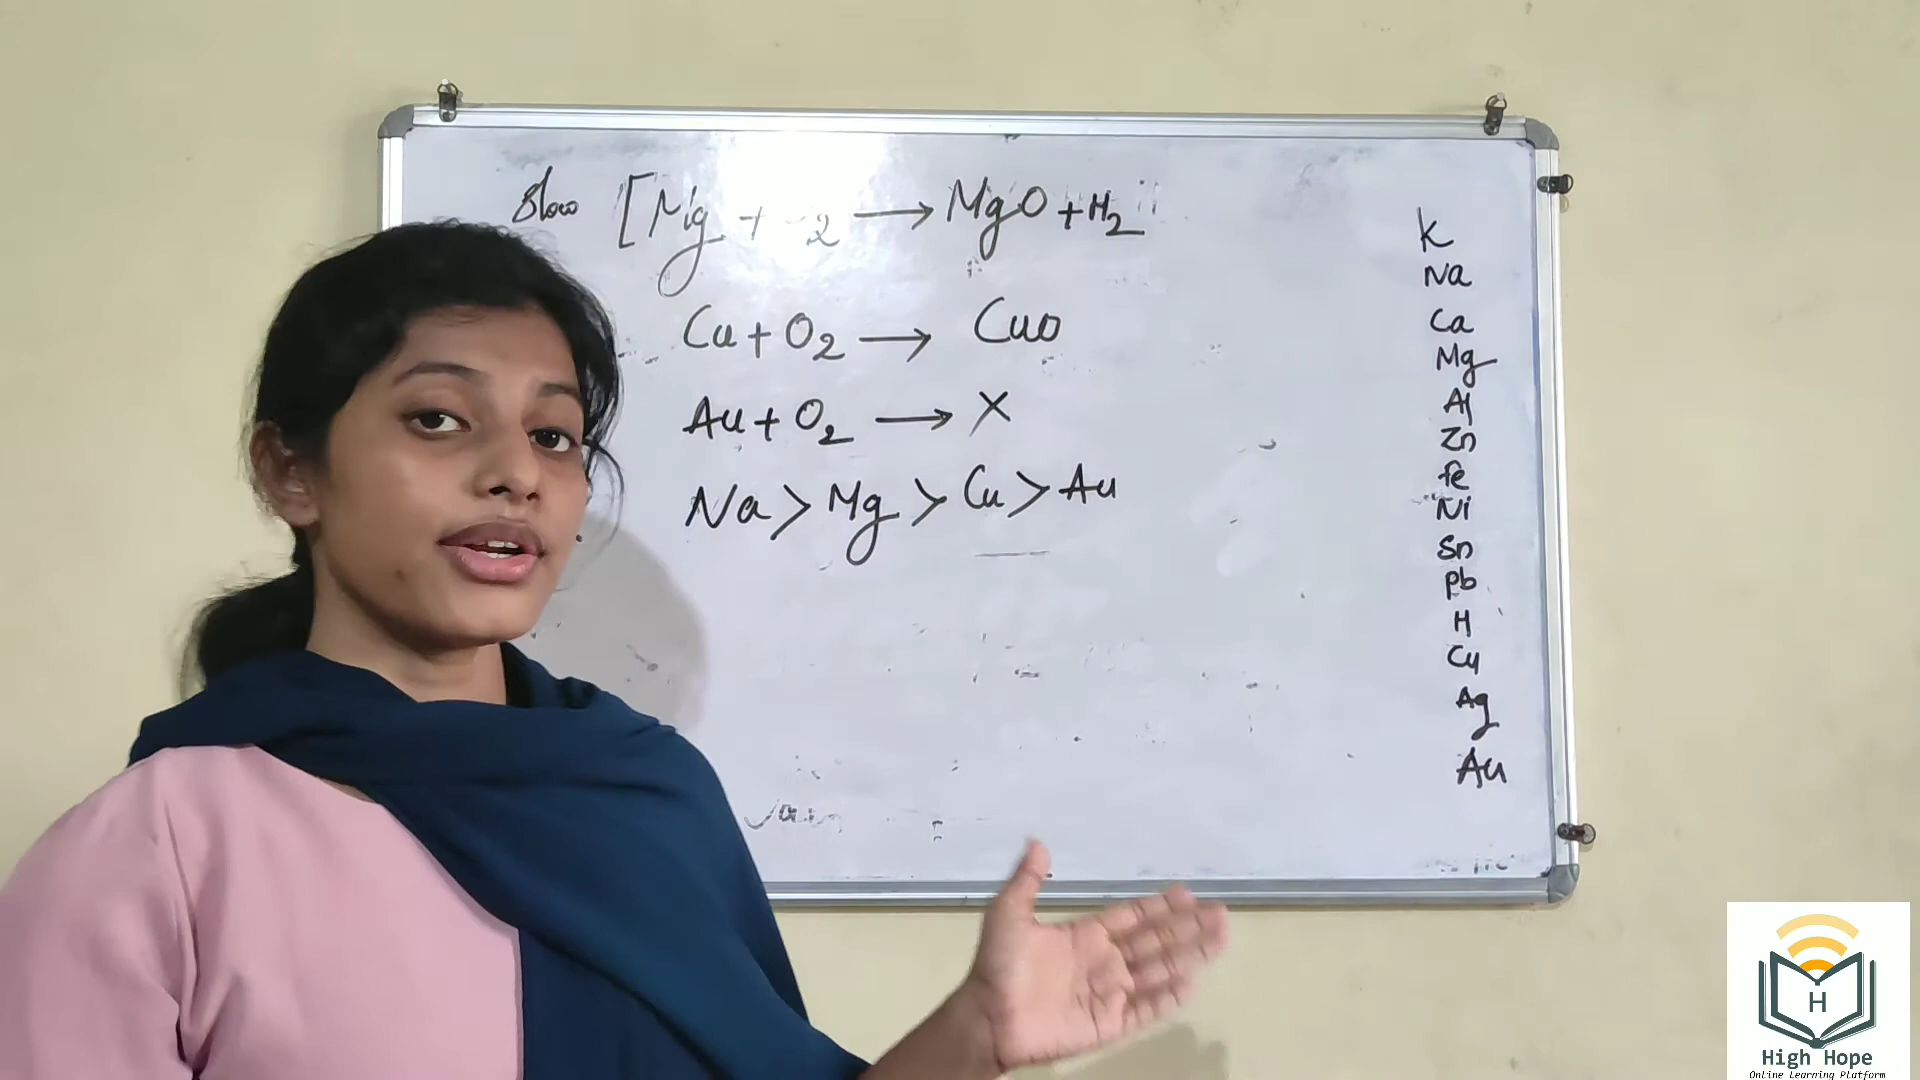 Slow [Mg + 2 → MgO + H2
Cu + O2 → CuO
Au + O2 → X
Na > Mg > Cu > Au
K
Na
Ca
Mg
Al
Zn
Fe
Ni
Sn
Pb
H
Cu
Ag
Au
H
High Hope
Online Learning Platform